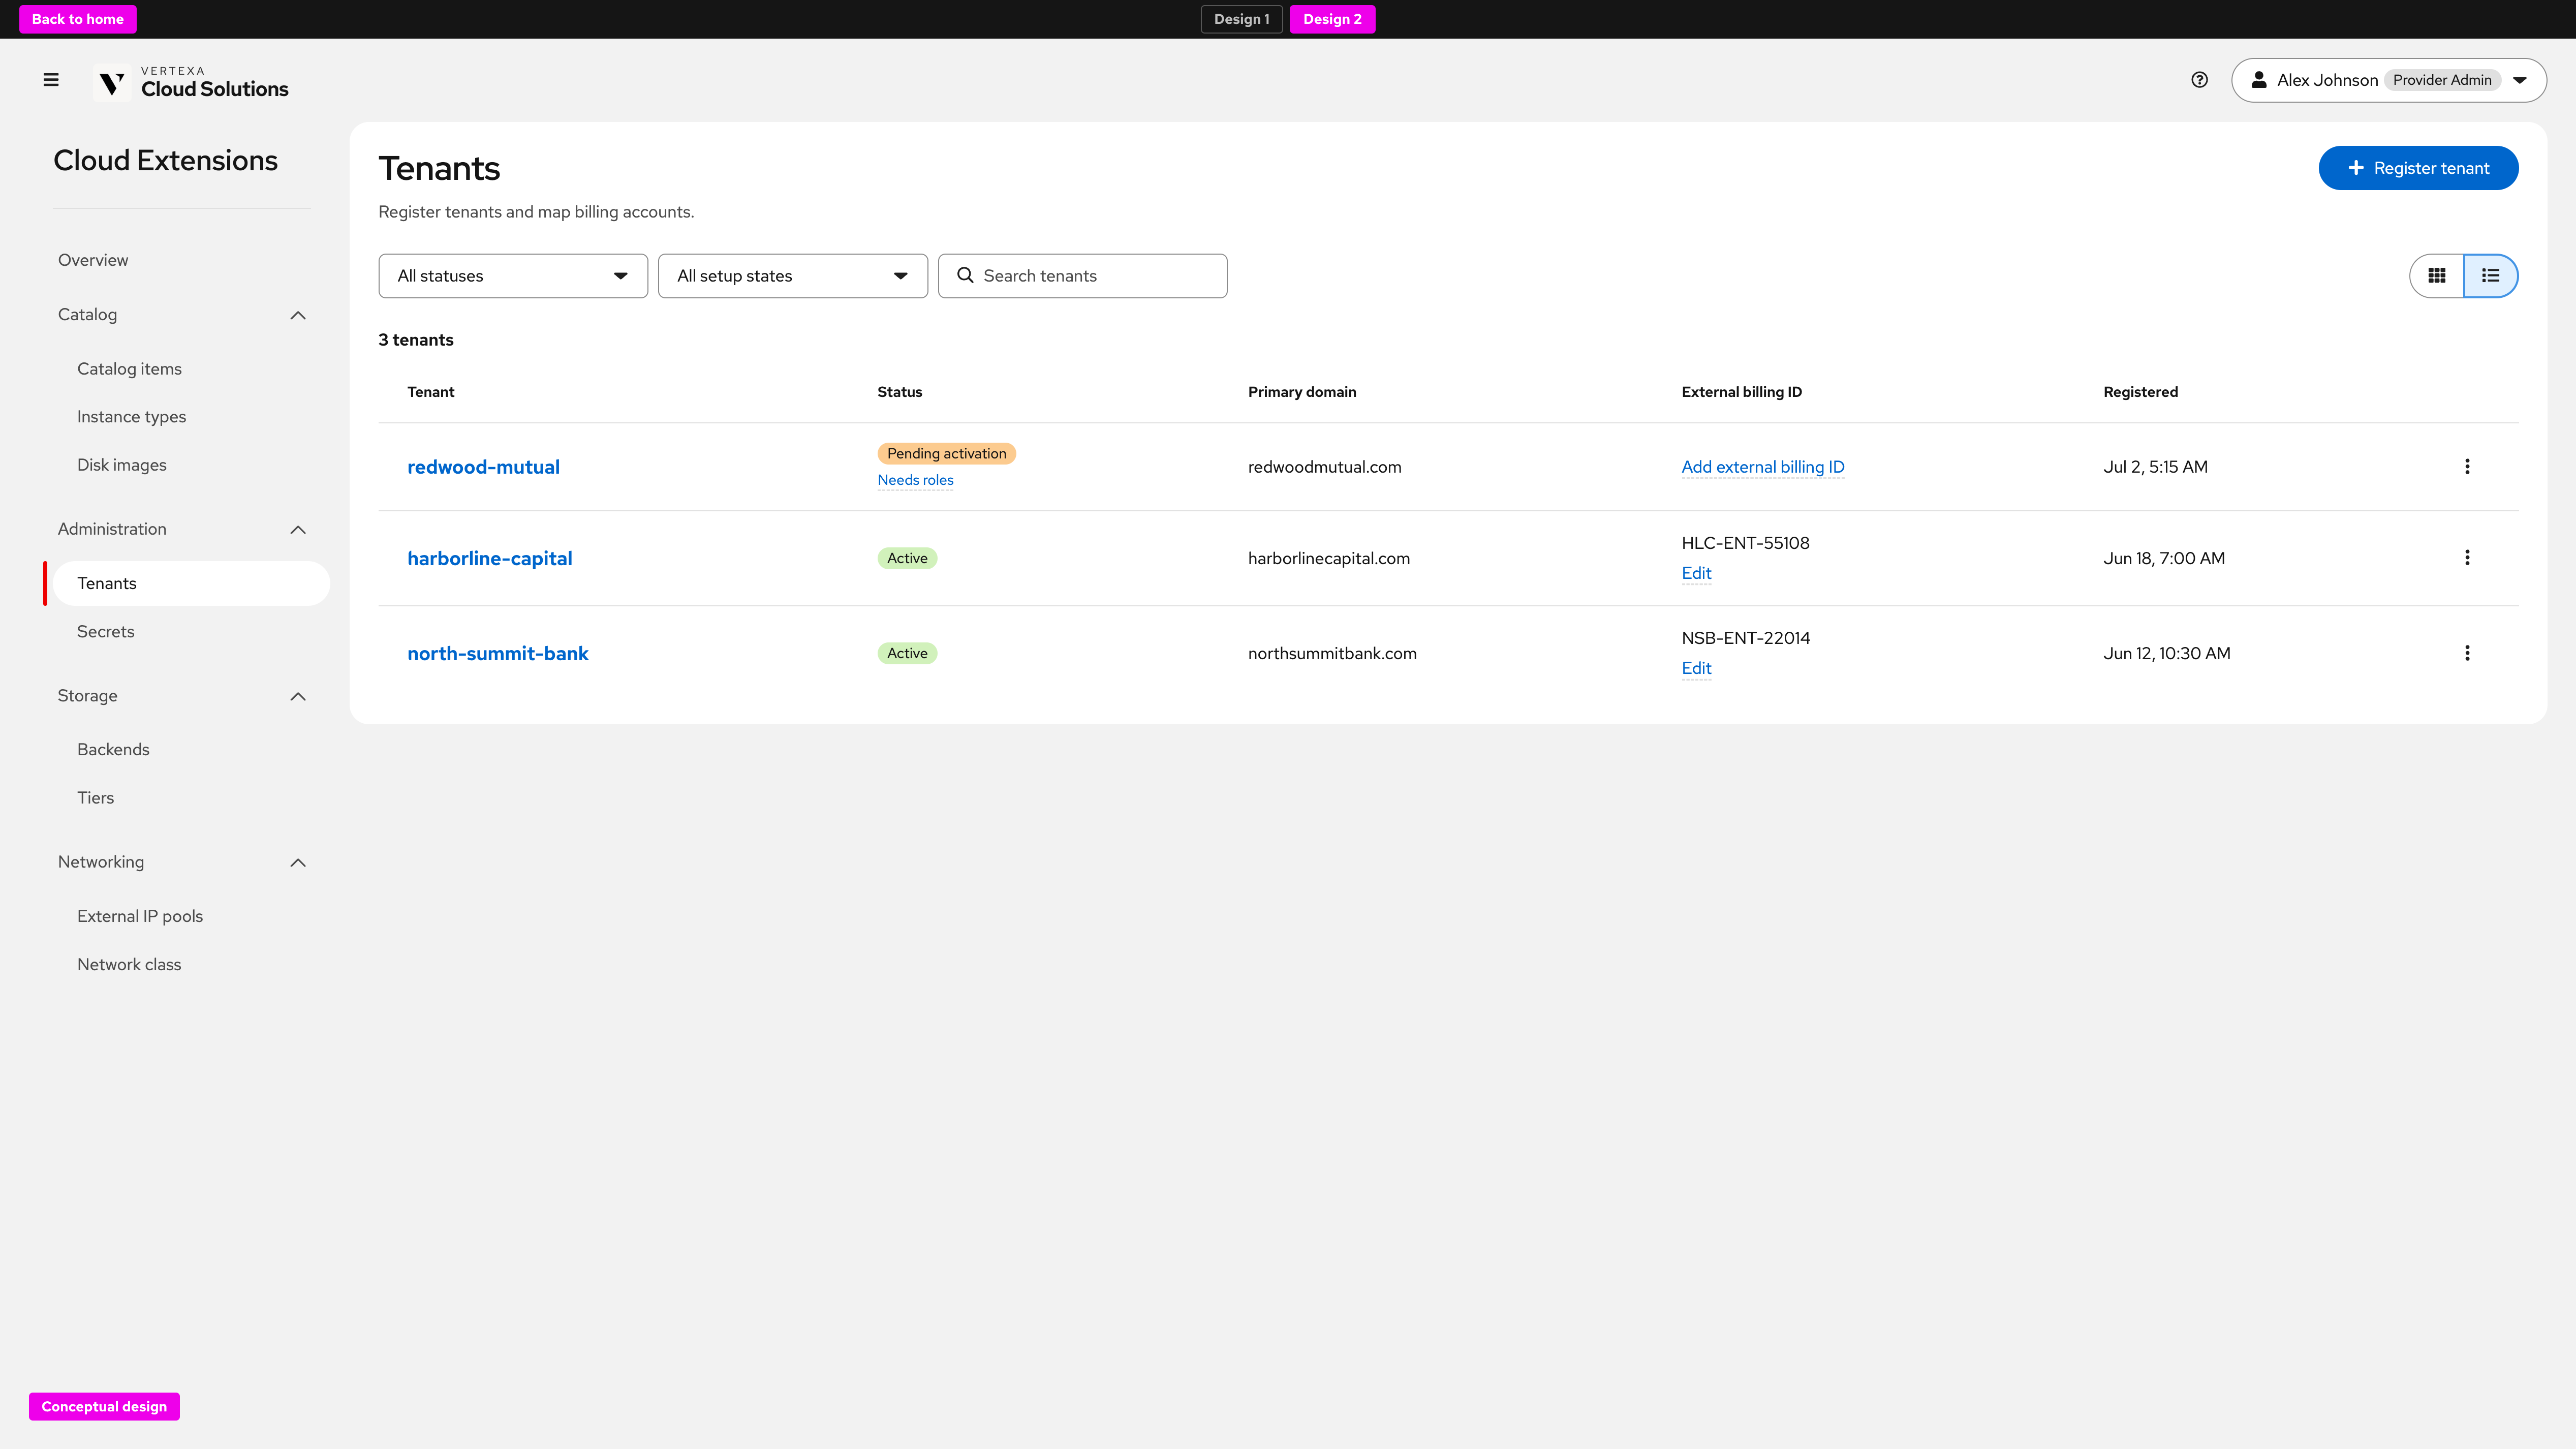 Back to home
Design 1
Design 2
VERTEXA
Cloud Solutions
Alex Johnson
Provider Admin
Cloud Extensions
Overview
Catalog
Catalog items
Instance types
Disk images
Administration
Tenants
Secrets
Storage
Backends
Tiers
Networking
External IP pools
Network class
Tenants
Register tenant
Register tenants and map billing accounts.
All statuses
All setup states
Search tenants
3 tenants
Tenant Status Primary domain External billing ID Registered
redwood-mutual Pending activation redwoodmutual.com Add external billing ID Jul 2, 5:15 AM
Needs roles
harborline-capital Active harborlinecapital.com HLC-ENT-55108 Jun 18, 7:00 AM
Edit
north-summit-bank Active northsummitbank.com NSB-ENT-22014 Jun 12, 10:30 AM
Edit
Conceptual design